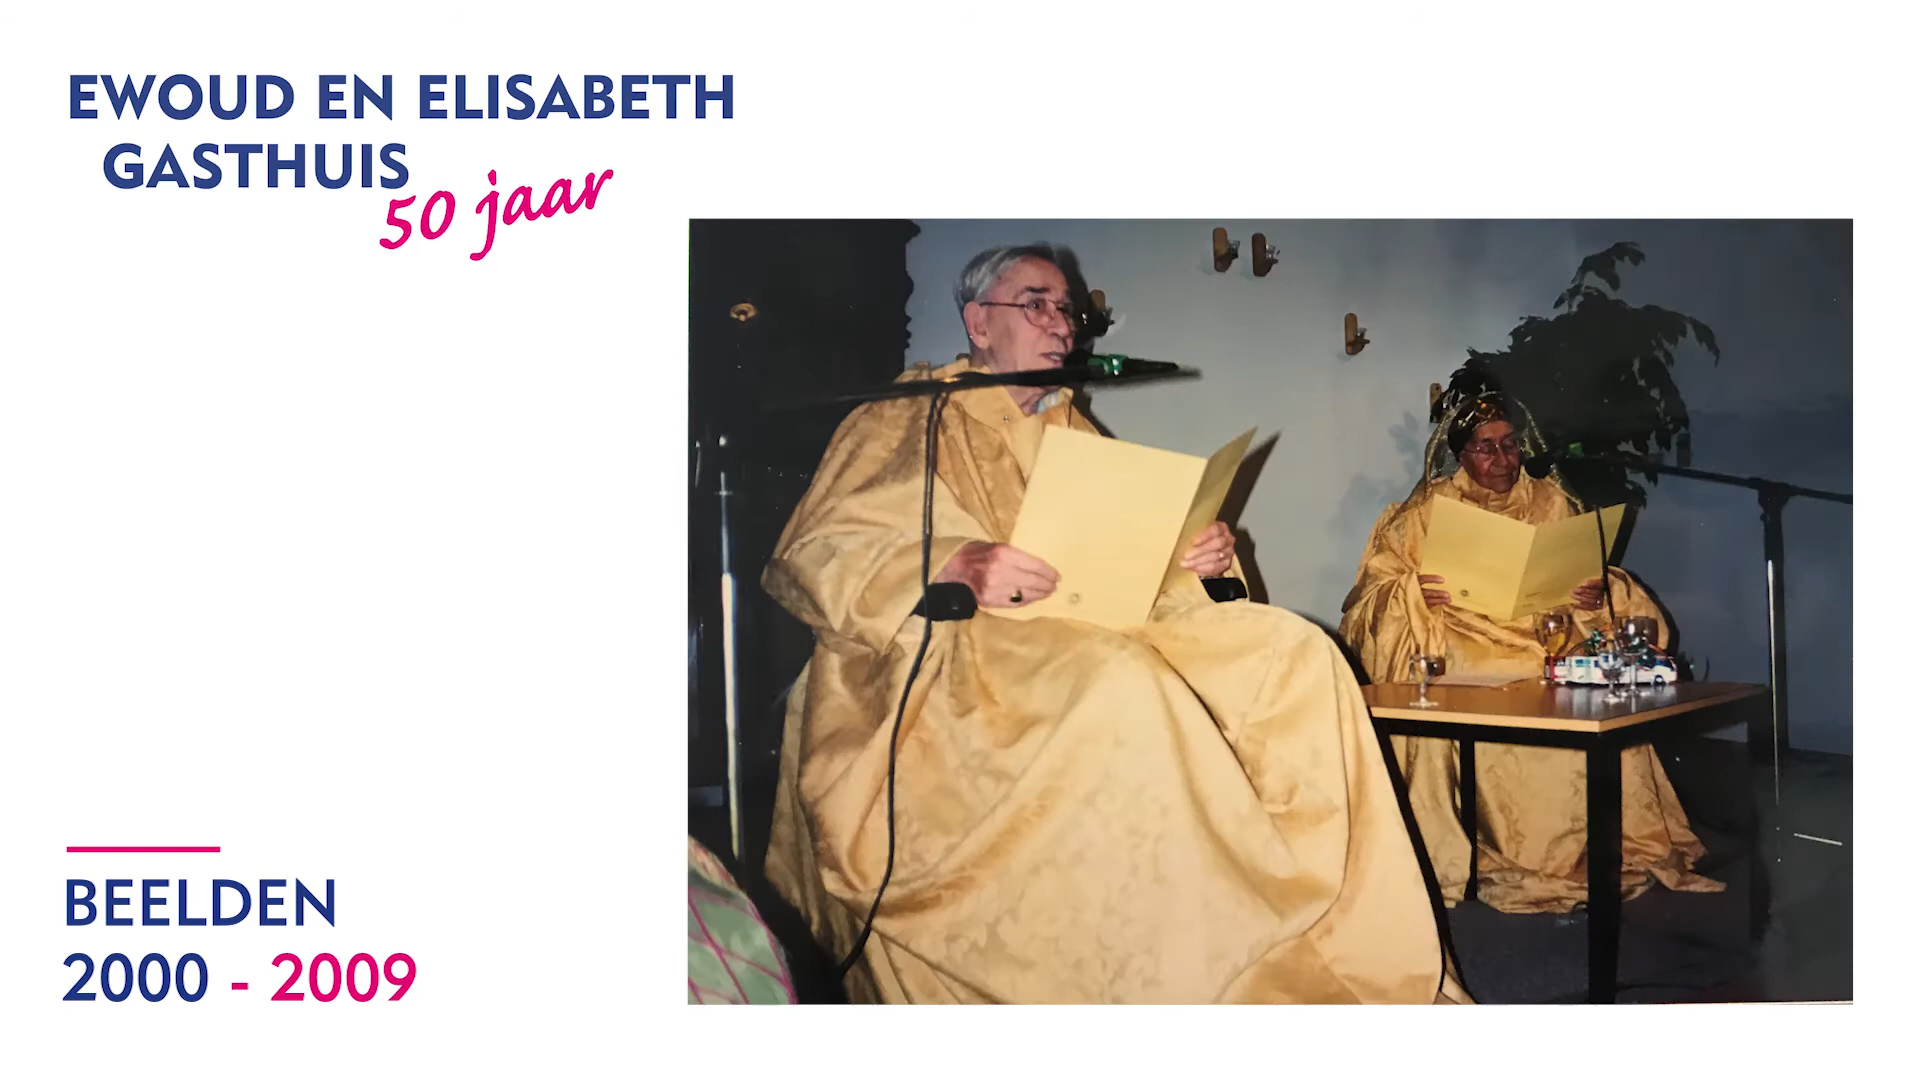 EWOUD EN ELISABETH
GASTHUIS
50 jaar
BEELDEN
2000 - 2009